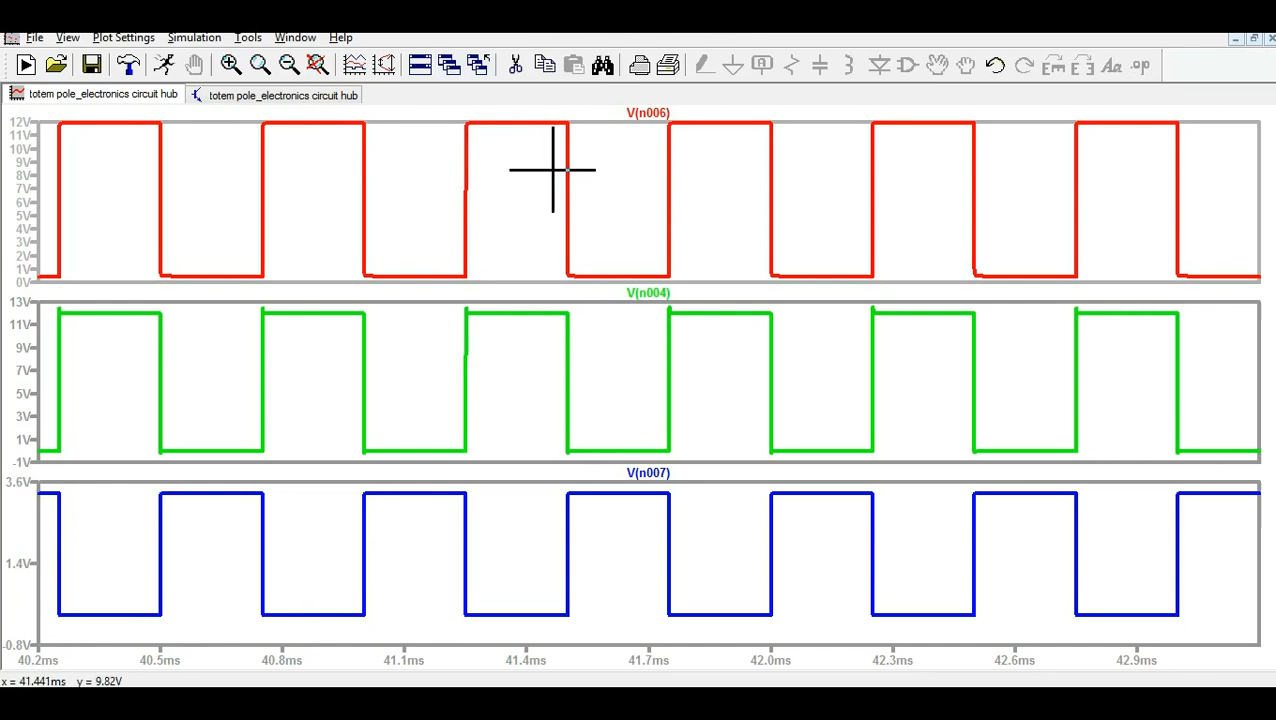 File View Plot Settings Simulation Tools Window Help
Aa .op
totem pole_electronics circuit hub totem pole_electronics circuit hub
V(n006)
12V
11V
10V
9V
8V
7V
6V
5V
4V
3V
2V
1V
0V
V(n004)
13V
11V
9V
7V
5V
3V
1V
-1V
V(n007)
3.6V
1.4V
-0.8V
40.2ms 40.5ms 40.8ms 41.1ms 41.4ms 41.7ms 42.0ms 42.3ms 42.6ms 42.9ms
x = 41.441ms y = 9.82V